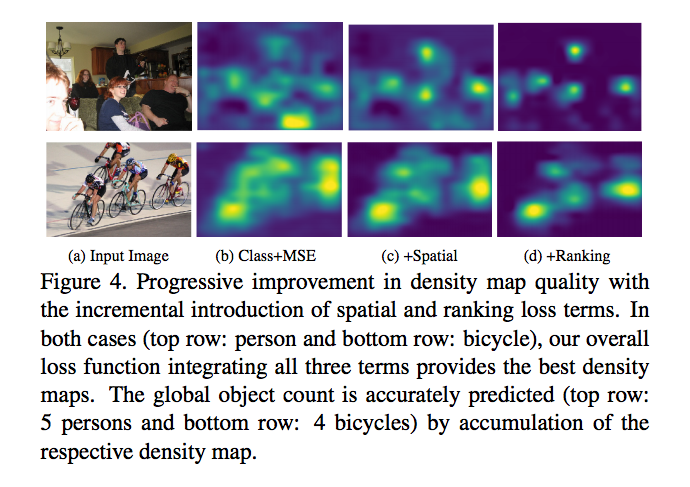 (a) Input Image (b) Class+MSE (c) +Spatial (d) +Ranking
Figure 4. Progressive improvement in density map quality with
the incremental introduction of spatial and ranking loss terms. In
both cases (top row: person and bottom row: bicycle), our overall
loss function integrating all three terms provides the best density
maps. The global object count is accurately predicted (top row:
5 persons and bottom row: 4 bicycles) by accumulation of the
respective density map.